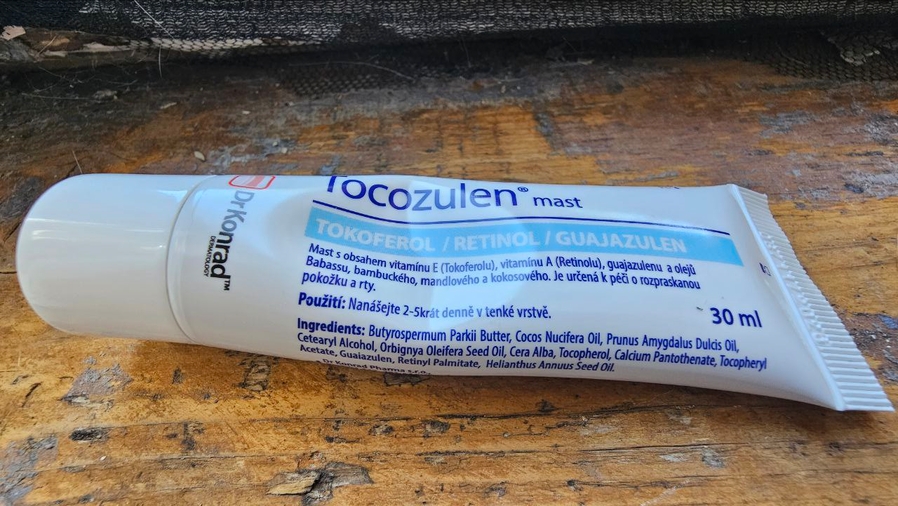 Tocozulen® mast
TOKOFEROL / RETINOL / GUAJAZULEN
Mast s obsahem vitamínu E (Tokoferolu), vitamínu A (Retinolu), guajazulenu a olejů
Babassu, bambuckého, mandlového a kokosového. Je určená k péči o rozpraskanou
pokožku a rty.
Použití: Nanášejte 2-5krát denně v tenké vrstvě.
30 ml
Ingredients: Butyrospermum Parkii Butter, Cocos Nucifera Oil, Prunus Amygdalus Dulcis Oil,
Cetearyl Alcohol, Orbignya Oleifera Seed Oil, Cera Alba, Tocopherol, Calcium Pantothenate, Tocopheryl
Acetate, Guaiazulen, Retinyl Palmitate, Helianthus Annuus Seed Oil.
Dr Konrad Pharma s.r.o.
DrKonrad™
DERMATOLOGY